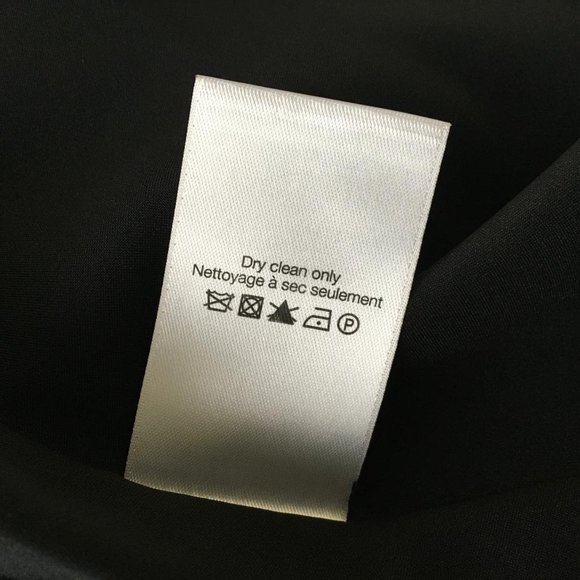 Dry clean only
Nettoyage à sec seulement
P